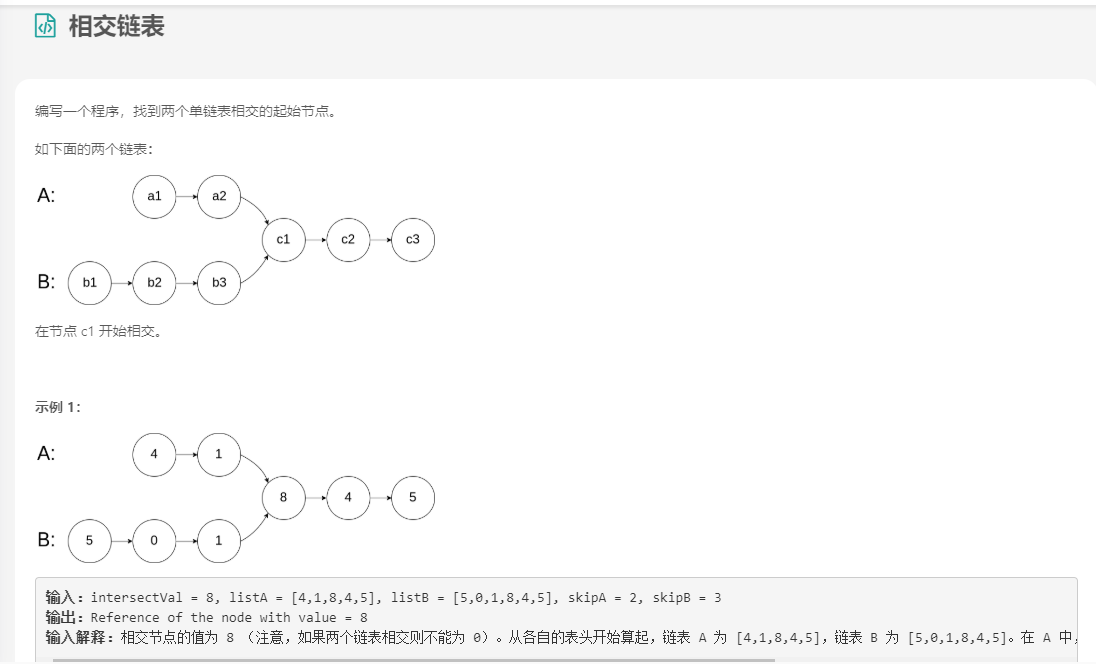 相交链表
编写一个程序，找到两个单链表相交的起始节点。
如下面的两个链表：
A: a1 a2
c1 c2 c3
B: b1 b2 b3
在节点 c1 开始相交。
示例 1：
A: 4 1
8 4 5
B: 5 0 1
输入：intersectVal = 8, listA = [4,1,8,4,5], listB = [5,0,1,8,4,5], skipA = 2, skipB = 3
输出：Reference of the node with value = 8
输入解释：相交节点的值为 8 （注意，如果两个链表相交则不能为 0）。从各自的表头开始算起，链表 A 为 [4,1,8,4,5]，链表 B 为 [5,0,1,8,4,5]。在 A 中，